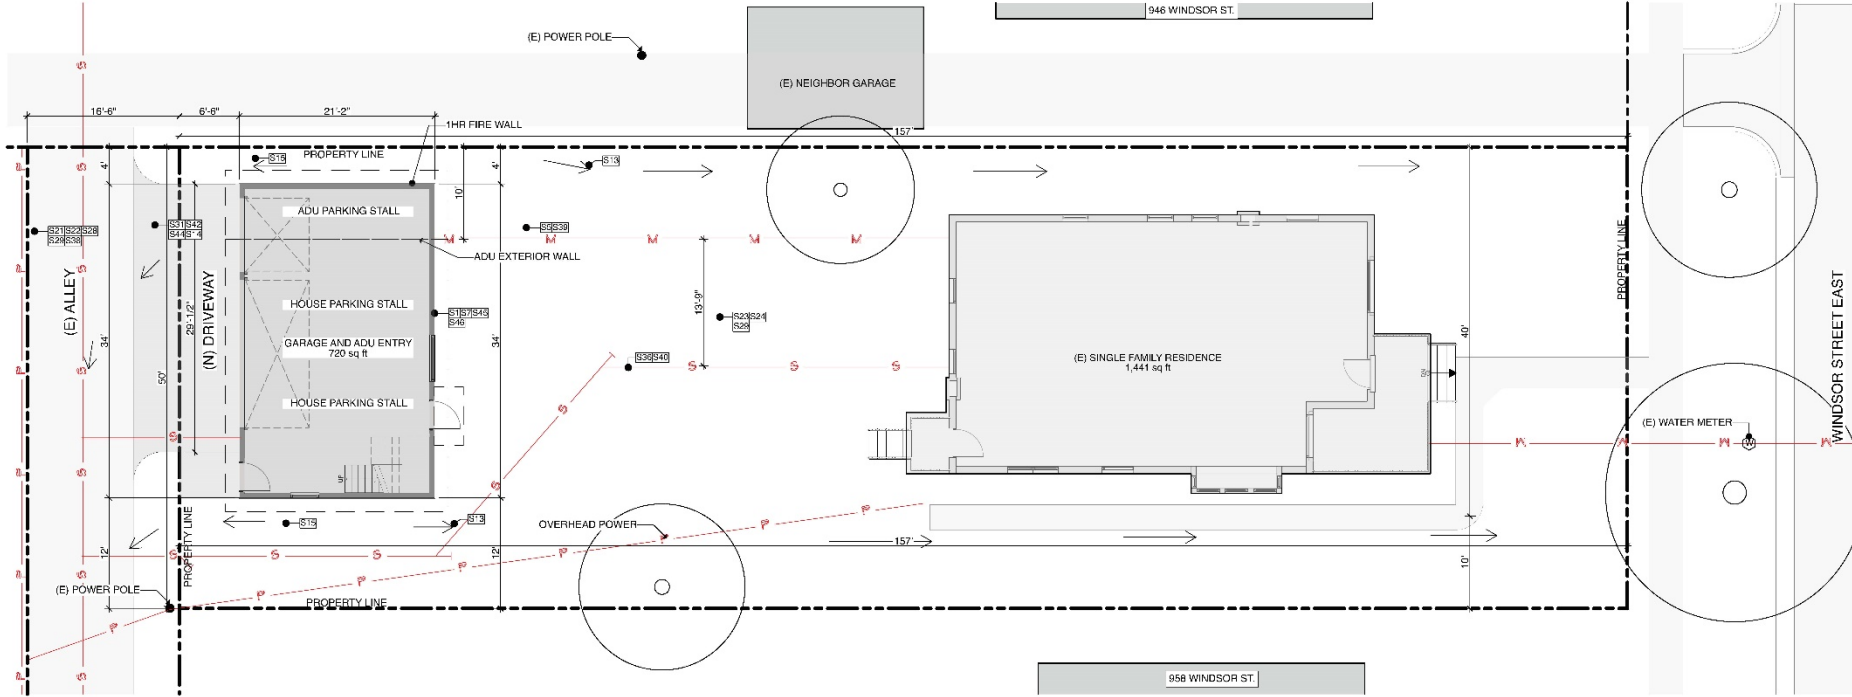 946 WINDSOR ST.
(E) POWER POLE
(E) NEIGHBOR GARAGE
16'-6"
6'-6"
21'-2"
1HR FIRE WALL
157'
PROPERTY LINE
S15
S13
4'
4'
10'
ADU PARKING STALL
S31 S42
S44 S14
S21 S22 S28
S29 S38
S5 S39
M M M M M
ADU EXTERIOR WALL
(E) ALLEY
(N) DRIVEWAY
29'-1/2"
34'
34'
50'
HOUSE PARKING STALL
S1 S7 S45
S46
GARAGE AND ADU ENTRY
720 sq ft
HOUSE PARKING STALL
UP
13'-9"
S23 S24
S29
S36 S40
S S S
(E) SINGLE FAMILY RESIDENCE
1,441 sq ft
40'
PROPERTY LINE
WINDSOR STREET EAST
(E) WATER METER
W
S15
S13
OVERHEAD POWER
157'
12'
12'
10'
PROPERTY LINE
(E) POWER POLE
PROPERTY LINE
P P P P P P P
958 WINDSOR ST.